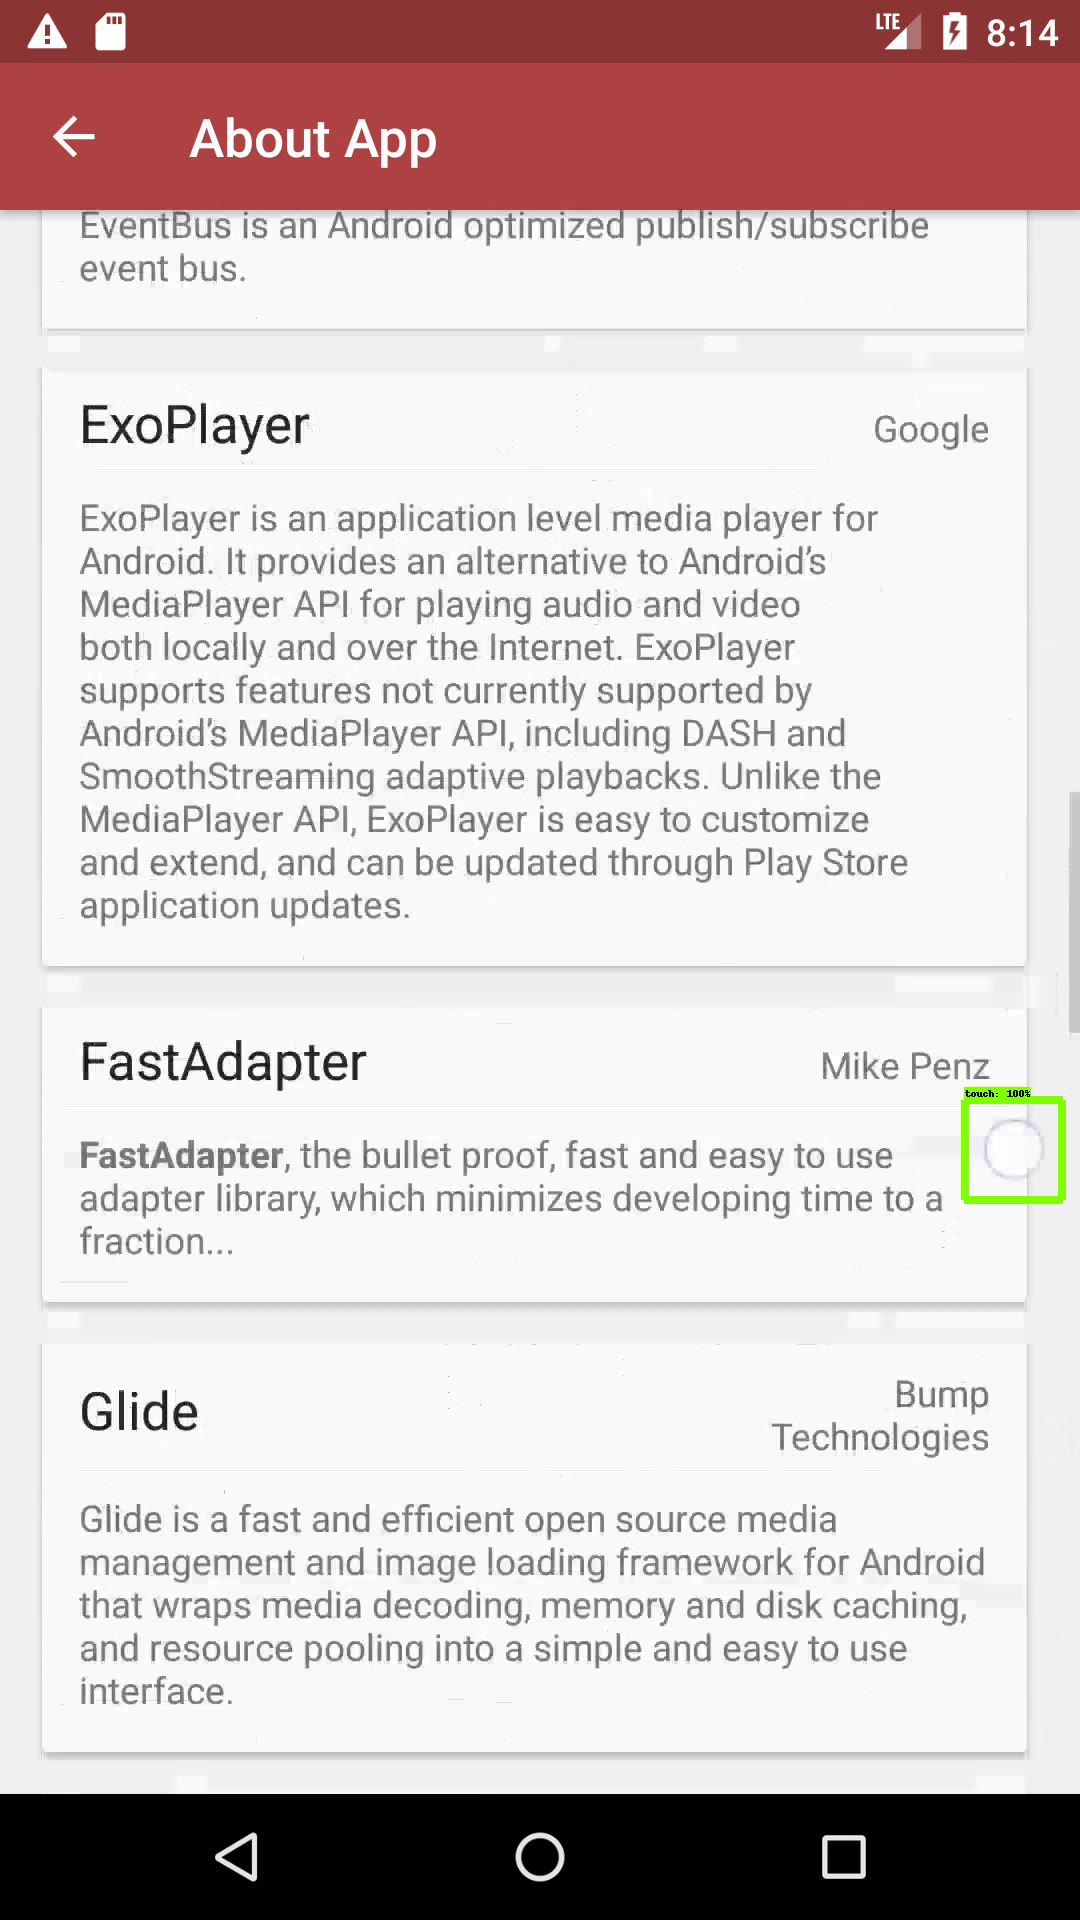 LTE 8:14
About App
EventBus is an Android optimized publish/subscribe
event bus.
ExoPlayer
Google
ExoPlayer is an application level media player for
Android. It provides an alternative to Android's
MediaPlayer API for playing audio and video
both locally and over the Internet. ExoPlayer
supports features not currently supported by
Android's MediaPlayer API, including DASH and
SmoothStreaming adaptive playbacks. Unlike the
MediaPlayer API, ExoPlayer is easy to customize
and extend, and can be updated through Play Store
application updates.
FastAdapter
Mike Penz
touch: 100%
FastAdapter, the bullet proof, fast and easy to use
adapter library, which minimizes developing time to a
fraction...
Glide
Bump
Technologies
Glide is a fast and efficient open source media
management and image loading framework for Android
that wraps media decoding, memory and disk caching,
and resource pooling into a simple and easy to use
interface.